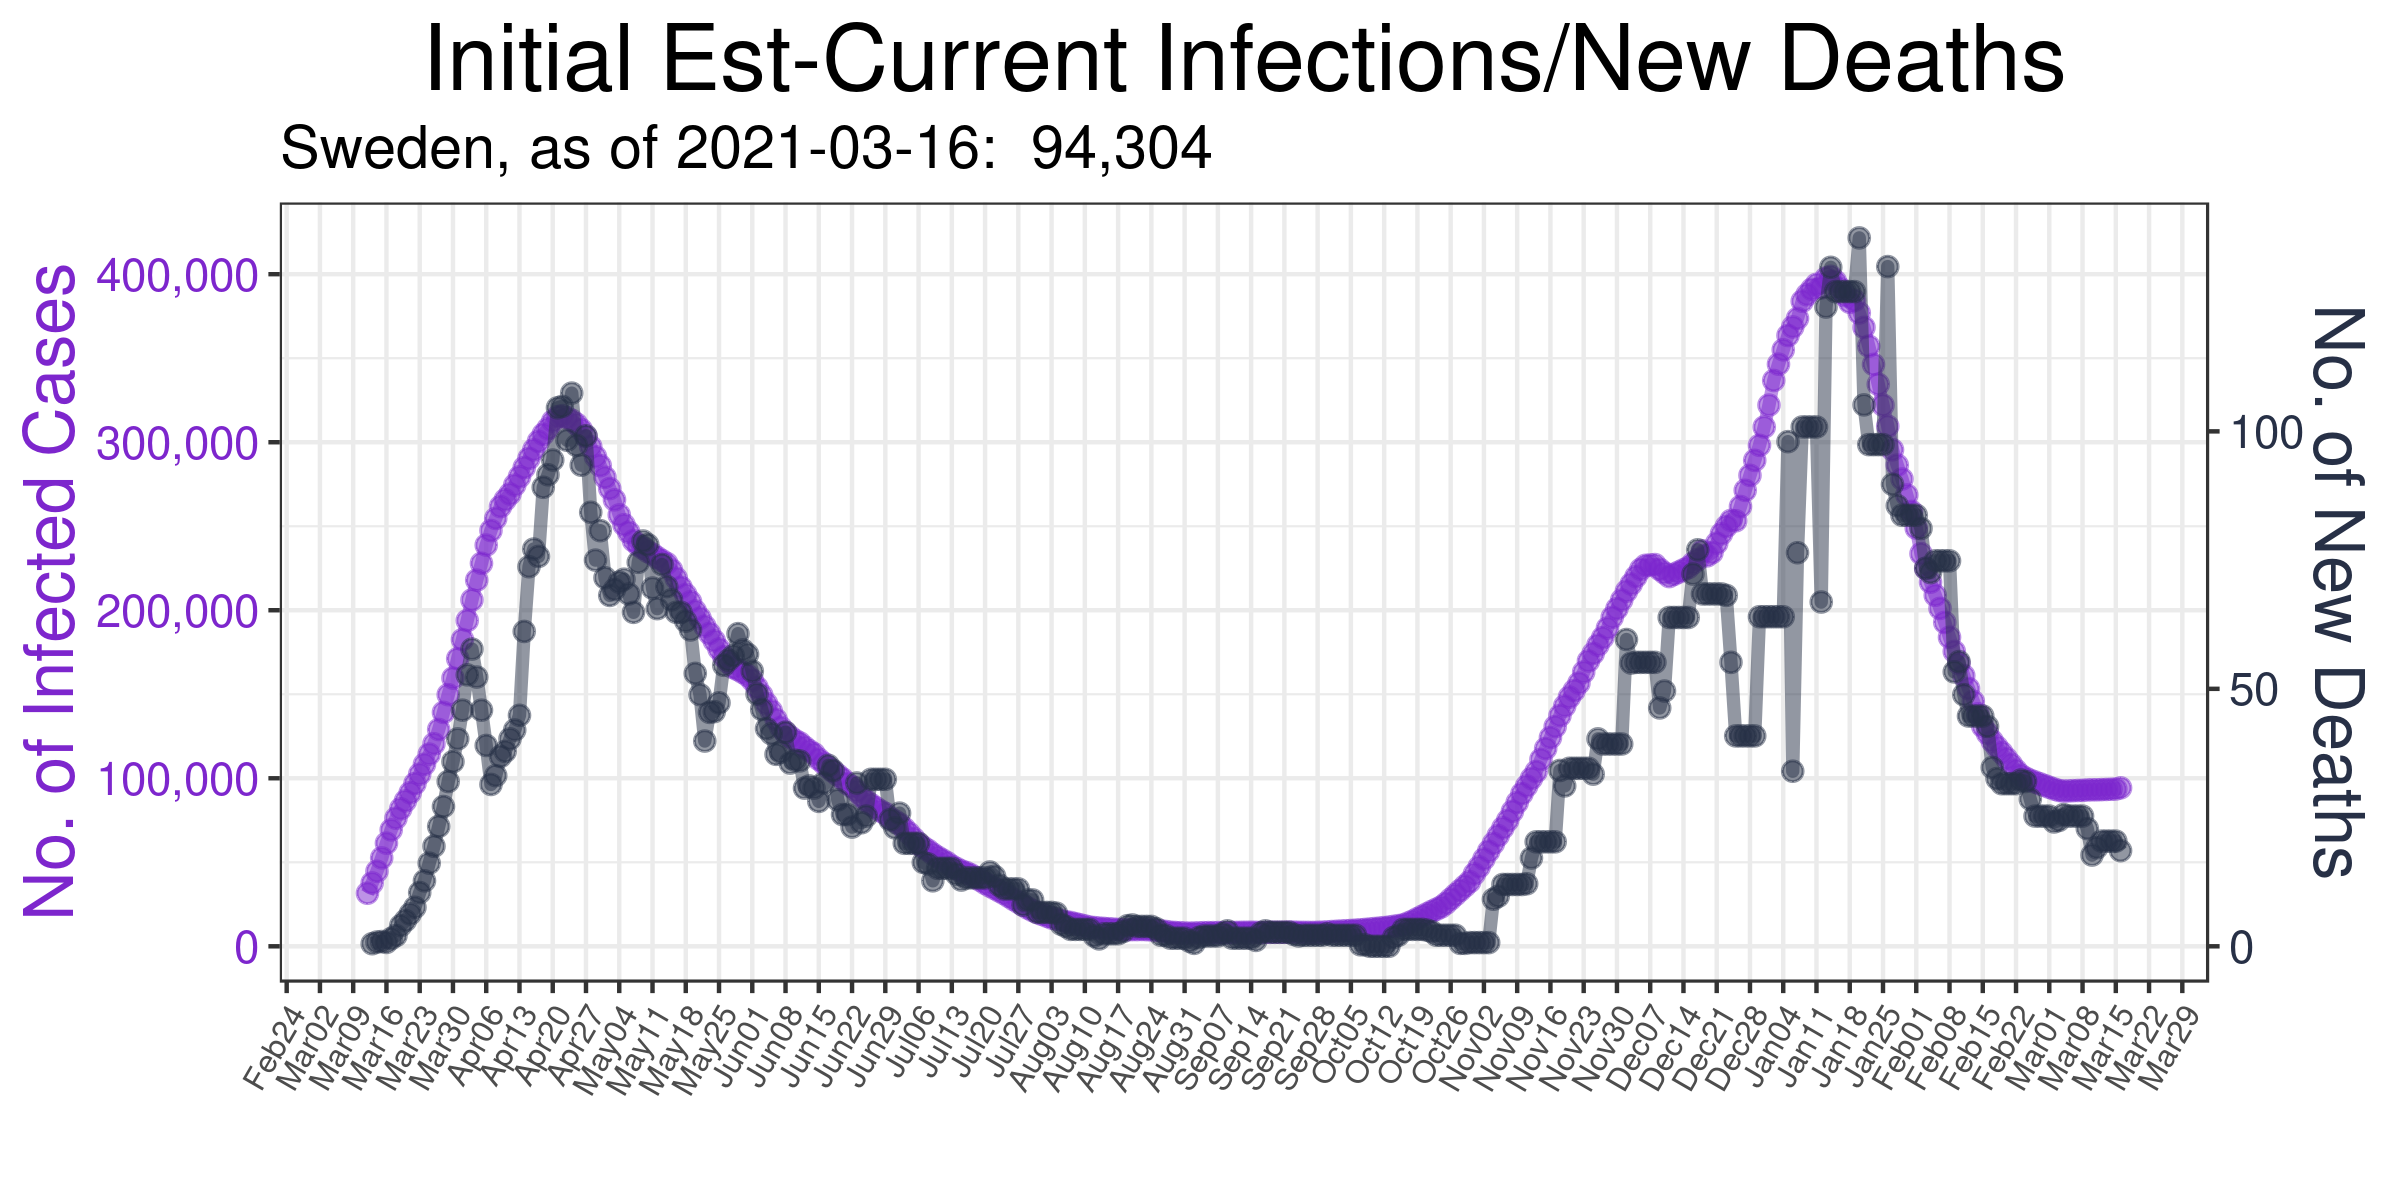 Initial Est-Current Infections/New Deaths
Sweden, as of 2021-03-16:  94,304
No. of Infected Cases
400,000
300,000
200,000
100,000
0
No. of New Deaths
100
50
0
Feb24
Mar02
Mar09
Mar16
Mar23
Mar30
Apr06
Apr13
Apr20
Apr27
May04
May11
May18
May25
Jun01
Jun08
Jun15
Jun22
Jun29
Jul06
Jul13
Jul20
Jul27
Aug03
Aug10
Aug17
Aug24
Aug31
Sep07
Sep14
Sep21
Sep28
Oct05
Oct12
Oct19
Oct26
Nov02
Nov09
Nov16
Nov23
Nov30
Dec07
Dec14
Dec21
Dec28
Jan04
Jan11
Jan18
Jan25
Feb01
Feb08
Feb15
Feb22
Mar01
Mar08
Mar15
Mar22
Mar29